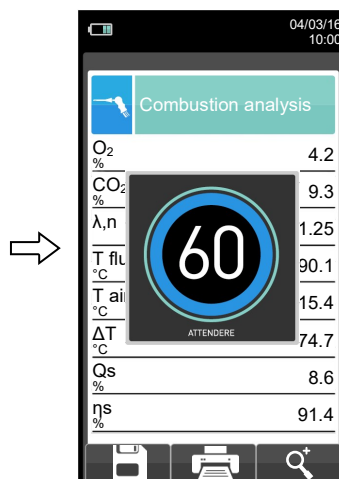 04/03/16
10:00
Combustion analysis
O2
%
4.2
CO2
%
9.3
λ,n
1.25
T flu
°C
90.1
T ai
°C
15.4
ΔT
°C
74.7
Qs
%
8.6
ηs
%
91.4
60
ATTENDERE